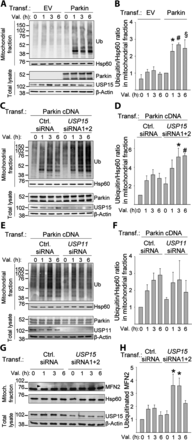 A Transf.: EV Parkin
Val. (h) 0 1 3 6 0 1 3 6
Mitochondrial fraction
Ub
Hsp60
Total lysate
Parkin
USP15
β-Actin
B Transf.: EV Parkin
Ubiquitin/Hsp60 ratio in mitochondrial fraction
* # §
Val. (h): 0 1 3 6 0 1 3 6
C Transf.: Parkin cDNA
Ctrl. siRNA
USP15 siRNA1+2
Val. (h) 0 1 3 6 0 1 3 6
Mitochondrial fraction
Ub
Hsp60
Total lysate
Parkin
USP15
β-Actin
D Transf.: Parkin cDNA
Ctrl. siRNA
USP15 siRNA1+2
Ubiquitin/Hsp60 ratio in mitochondrial fraction
* #
Val. (h): 0 1 3 6 0 1 3 6
E Transf.: Parkin cDNA
Ctrl. siRNA
USP11 siRNA
Val. (h) 0 1 3 6 0 1 3 6
Mitochondrial fraction
Ub
Hsp60
Total lysate
Parkin
USP11
β-Actin
F Transf.: Parkin cDNA
Ctrl. siRNA
USP11 siRNA
Ubiquitin/Hsp60 ratio in mitochondrial fraction
Val. (h): 0 1 3 6 0 1 3 6
G Transf.: Ctrl. siRNA
USP15 siRNA1+2
Val. (h) 0 1 3 6 0 1 3 6
Mitoch. fract.
MFN2
Hsp60
Total lysate
USP15
β-Actin
H Transf.: Ctrl. siRNA
USP15 siRNA1+2
Ubiquitinated MFN2
* *
Val. (h): 0 1 3 6 0 1 3 6